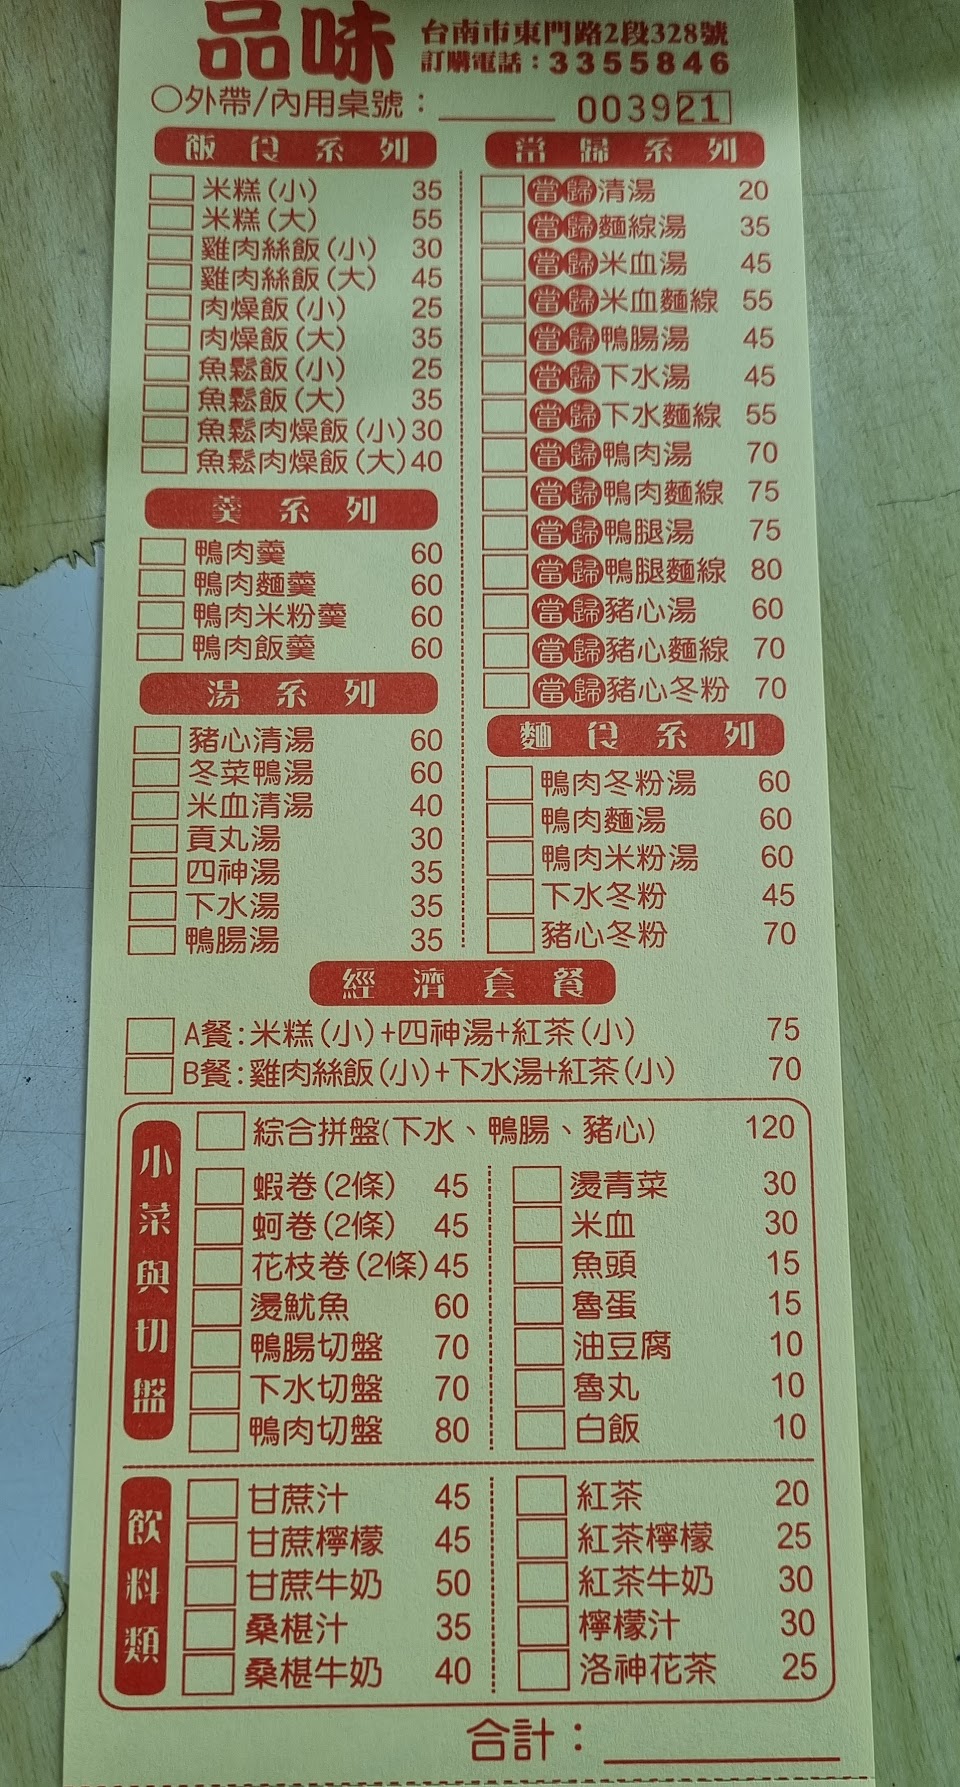 品味
台南市東門路2段328號
訂購電話：3355846
○外帶/內用桌號：
003921
飯食系列
米糕(小) 35
米糕(大) 55
雞肉絲飯(小) 30
雞肉絲飯(大) 45
肉燥飯(小) 25
肉燥飯(大) 35
魚鬆飯(小) 25
魚鬆飯(大) 35
魚鬆肉燥飯(小) 30
魚鬆肉燥飯(大) 40
羹系列
鴨肉羹 60
鴨肉麵羹 60
鴨肉米粉羹 60
鴨肉飯羹 60
湯系列
豬心清湯 60
冬菜鴨湯 60
米血清湯 40
貢丸湯 30
四神湯 35
下水湯 35
鴨腸湯 35
當歸系列
當歸清湯 20
當歸麵線湯 35
當歸米血湯 45
當歸米血麵線 55
當歸鴨腸湯 45
當歸下水湯 45
當歸下水麵線 55
當歸鴨肉湯 70
當歸鴨肉麵線 75
當歸鴨腿湯 75
當歸鴨腿麵線 80
當歸豬心湯 60
當歸豬心麵線 70
當歸豬心冬粉 70
麵食系列
鴨肉冬粉湯 60
鴨肉麵湯 60
鴨肉米粉湯 60
下水冬粉 45
豬心冬粉 70
經濟套餐
A餐:米糕(小)+四神湯+紅茶(小) 75
B餐:雞肉絲飯(小)+下水湯+紅茶(小) 70
小菜與切盤
綜合拼盤(下水、鴨腸、豬心) 120
蝦卷(2條) 45
蚵卷(2條) 45
花枝卷(2條) 45
燙魷魚 60
鴨腸切盤 70
下水切盤 70
鴨肉切盤 80
燙青菜 30
米血 30
魚頭 15
魯蛋 15
油豆腐 10
魯丸 10
白飯 10
飲料類
甘蔗汁 45
甘蔗檸檬 45
甘蔗牛奶 50
桑椹汁 35
桑椹牛奶 40
紅茶 20
紅茶檸檬 25
紅茶牛奶 30
檸檬汁 30
洛神花茶 25
合計：